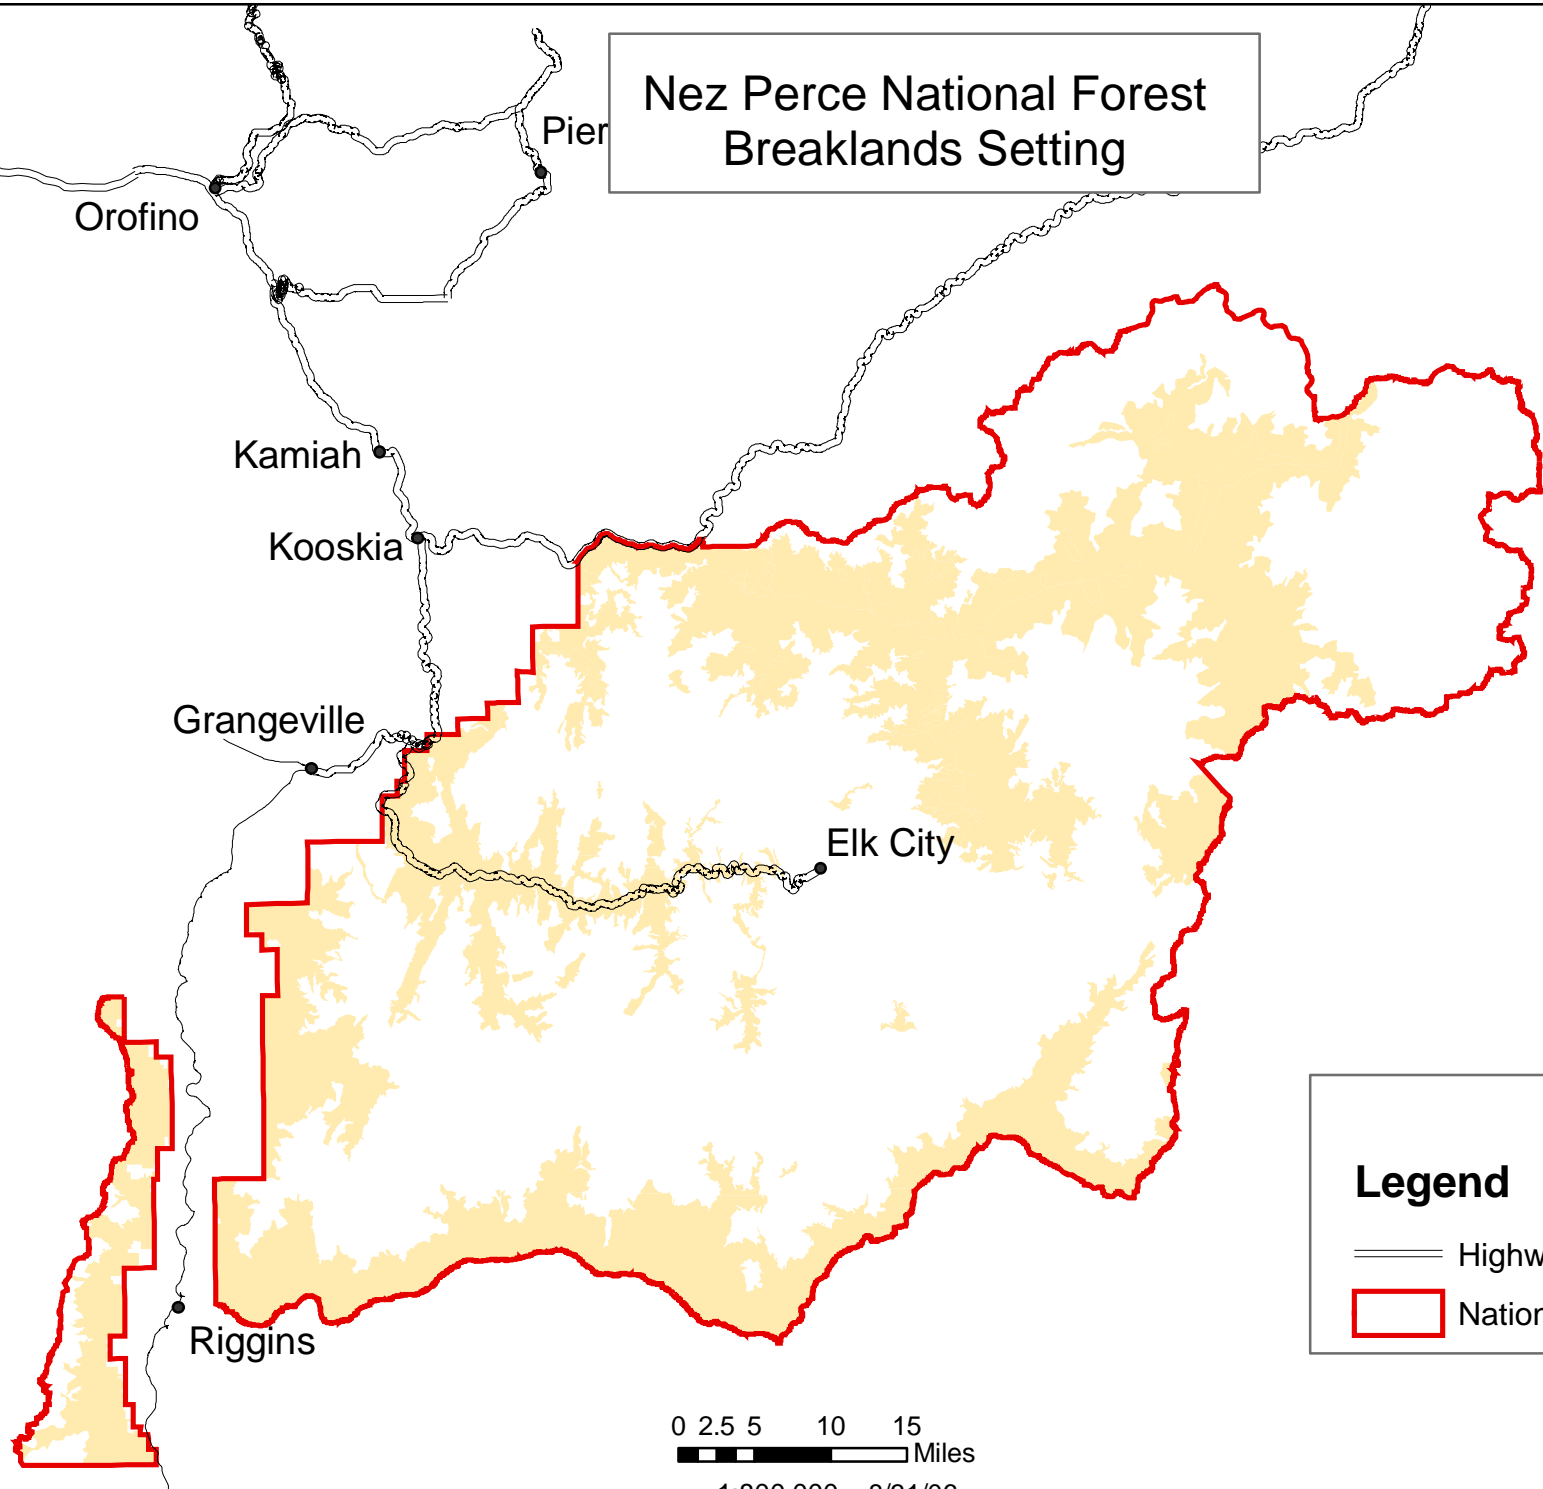 Nez Perce National Forest
Breaklands Setting
Pier
Orofino
Kamiah
Kooskia
Grangeville
Elk City
Riggins
Legend
Highw
Nation
0 2.5 5 10 15
Miles